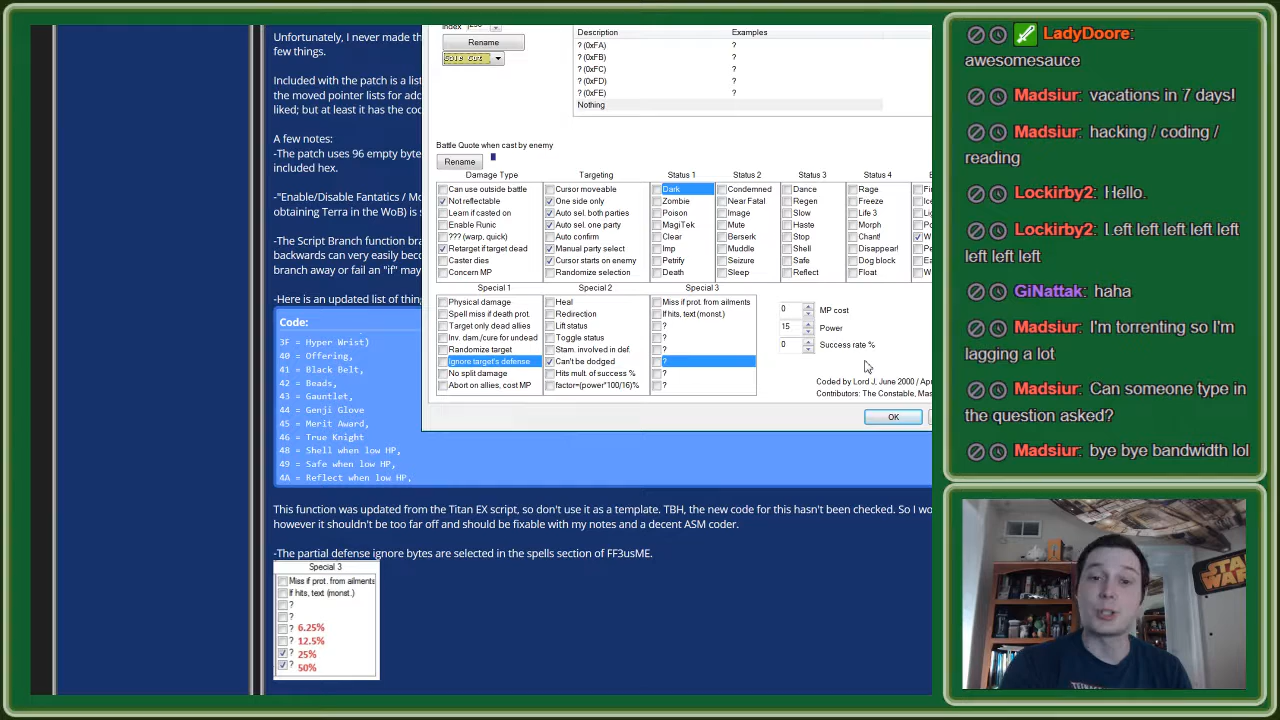 Unfortunately, I never made th
few things.
Included with the patch is a list
the moved pointer lists for add
liked; but at least it has the coo
A few notes:
-The patch uses 96 empty byte
included hex.
-"Enable/Disable Fantatics / Mo
obtaining Terra in the WoB) is s
-The Script Branch function bra
backwards can very easily becom
branch away or fail an "if" may
-Here is an updated list of thing
Code:
3F = Hyper Wrist)
40 = Offering,
41 = Black Belt,
42 = Beads,
43 = Gauntlet,
44 = Genji Glove
45 = Merit Award,
46 = True Knight
48 = Shell when low HP,
49 = Safe when low HP,
4A = Reflect when low HP,
This function was updated from the Titan EX script, so don't use it as a template. TBH, the new code for this hasn't been checked. So I wo
however it shouldn't be too far off and should be fixable with my notes and a decent ASM coder.
-The partial defense ignore bytes are selected in the spells section of FF3usME.
Special 3
Miss if prot. from ailments
If hits, text (monst.)
?
?
? 6.25%
? 12.5%
? 25%
? 50%
Index
Rename
Sole Cut
Description Examples
? (0xFA) ?
? (0xFB) ?
? (0xFC) ?
? (0xFD) ?
? (0xFE) ?
Nothing
Battle Quote when cast by enemy
Rename
Damage Type Targeting Status 1 Status 2 Status 3 Status 4
Can use outside battle Cursor moveable Dark Condemned Dance Rage
Not reflectable One side only Zombie Near Fatal Regen Freeze
Learn if casted on Auto sel. both parties Poison Image Slow Life 3
Enable Runic Auto sel. one party MagiTek Mute Haste Morph
??? (warp, quick) Auto confirm Clear Berserk Stop Chant!
Retarget if target dead Manual party select Imp Muddle Shell Disappear!
Caster dies Cursor starts on enemy Petrify Seizure Safe Dog block
Concern MP Randomize selection Death Sleep Reflect Float
Special 1 Special 2 Special 3
Physical damage Heal Miss if prot. from ailments
Spell miss if death prot. Redirection If hits, text (monst.)
Target only dead allies Lift status ?
Inv. dam./cure for undead Toggle status ?
Randomize target Stam. involved in def. ?
Ignore target's defense Can't be dodged ?
No split damage Hits mult. of success % ?
Abort on allies, cost MP factor=(power*100/16)% ?
0 MP cost
15 Power
0 Success rate %
Coded by Lord J, June 2000 / Apr
Contributors: The Constable, Mas
OK
LadyDoore:
awesomesauce
Madsiur: vacations in 7 days!
Madsiur: hacking / coding /
reading
Lockirby2: Hello.
Lockirby2: Left left left left left
left left left
GiNattak: haha
Madsiur: I'm torrenting so I'm
lagging a lot
Madsiur: Can someone type in
the question asked?
Madsiur: bye bye bandwidth lol
STAR